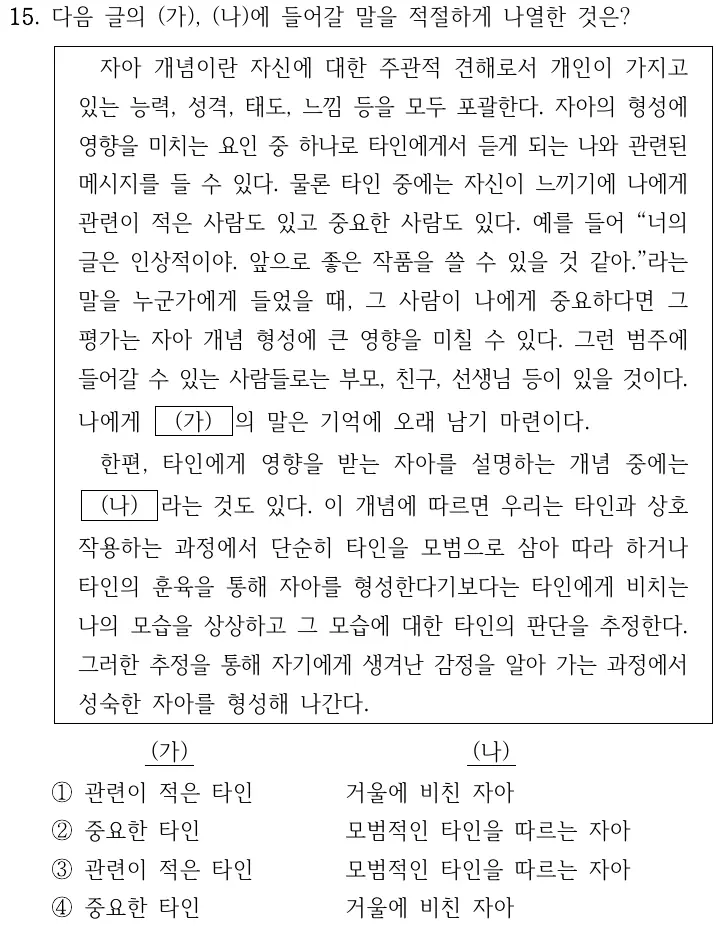 15. 다음 글의 (가), (나)에 들어갈 말을 적절하게 나열한 것은?
자아 개념이란 자신에 대한 주관적 견해로서 개인이 가지고
있는 능력, 성격, 태도, 느낌 등을 모두 포괄한다. 자아의 형성에
영향을 미치는 요인 중 하나로 타인에게서 듣게 되는 나와 관련된
메시지를 들 수 있다. 물론 타인 중에는 자신이 느끼기에 나에게
관련이 적은 사람도 있고 중요한 사람도 있다. 예를 들어 “너의
글은 인상적이야. 앞으로 좋은 작품을 쓸 수 있을 것 같아.”라는
말을 누군가에게 들었을 때, 그 사람이 나에게 중요하다면 그
평가는 자아 개념 형성에 큰 영향을 미칠 수 있다. 그런 범주에
들어갈 수 있는 사람들로는 부모, 친구, 선생님 등이 있을 것이다.
나에게 (가) 의 말은 기억에 오래 남기 마련이다.
한편, 타인에게 영향을 받는 자아를 설명하는 개념 중에는
(나) 라는 것도 있다. 이 개념에 따르면 우리는 타인과 상호
작용하는 과정에서 단순히 타인을 모범으로 삼아 따라 하거나
타인의 훈육을 통해 자아를 형성한다기보다는 타인에게 비치는
나의 모습을 상상하고 그 모습에 대한 타인의 판단을 추정한다.
그러한 추정을 통해 자기에게 생겨난 감정을 알아 가는 과정에서
성숙한 자아를 형성해 나간다.
(가) (나)
① 관련이 적은 타인 거울에 비친 자아
② 중요한 타인 모범적인 타인을 따르는 자아
③ 관련이 적은 타인 모범적인 타인을 따르는 자아
④ 중요한 타인 거울에 비친 자아